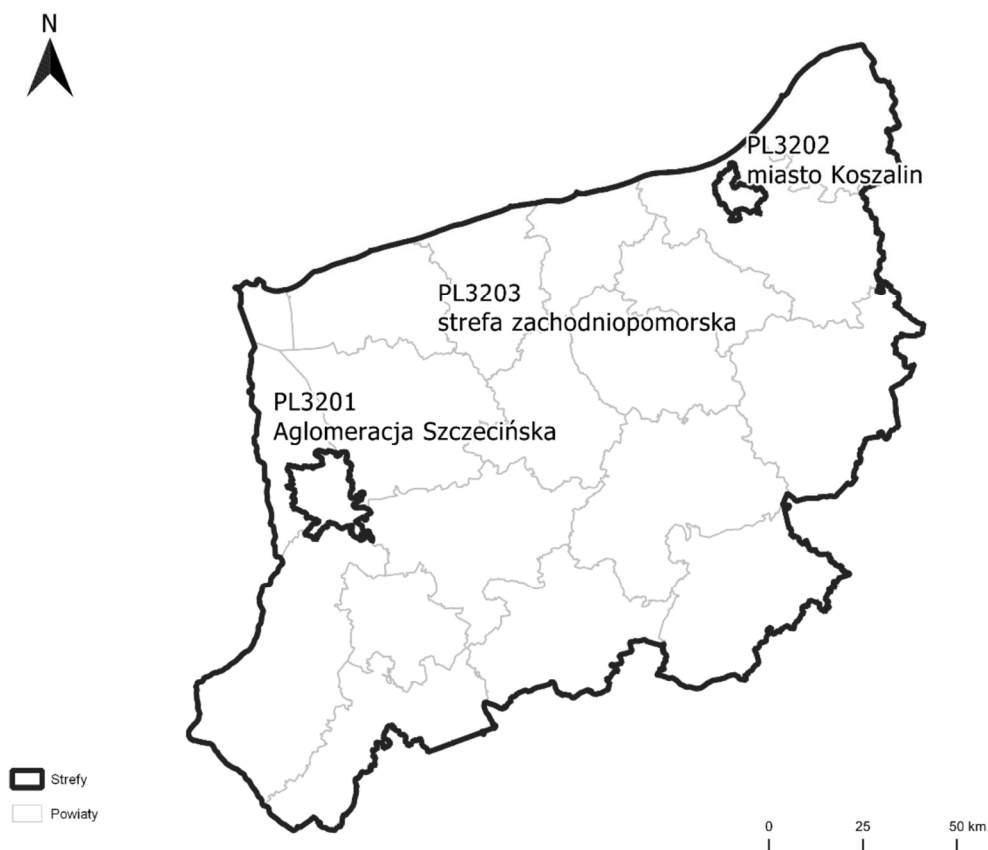 N
PL3202
miasto Koszalin
PL3203
strefa zachodniopomorska
PL3201
Aglomeracja Szczecińska
Strefy
Powiaty
0 25 50 km